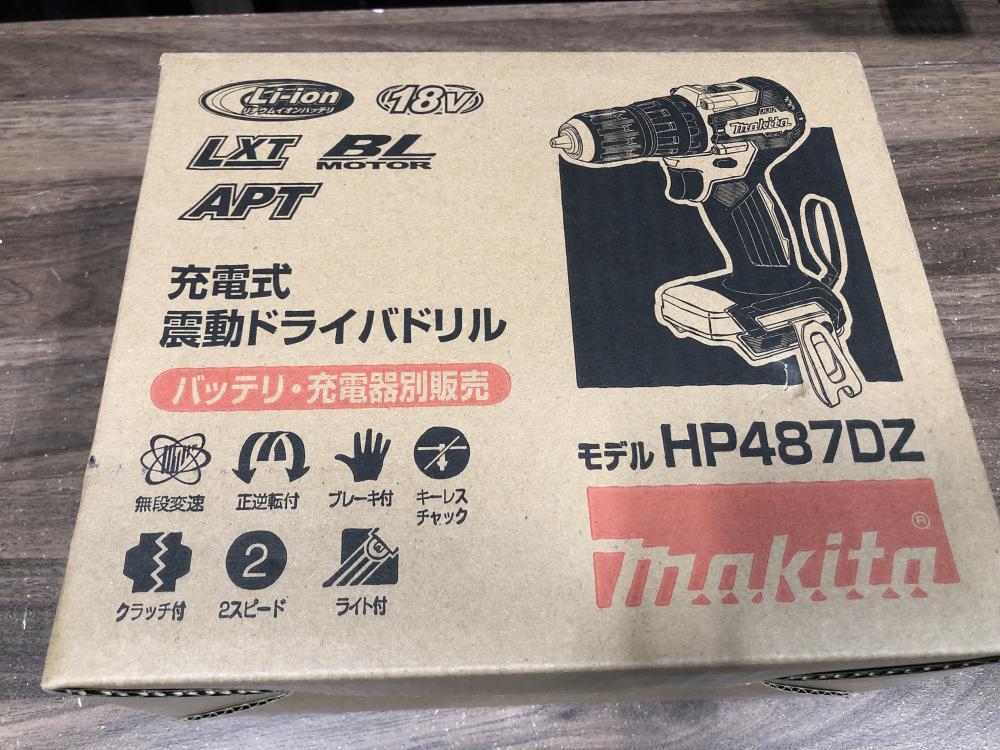 Li-ion
リチウムイオンバッテリ
18V
LXT
BL
MOTOR
APT
makita
充電式
震動ドライバドリル
バッテリ・充電器別販売
無段変速
正逆転付
ブレーキ付
キーレス
チャック
クラッチ付
2
2スピード
ライト付
モデル HP487DZ
makita®